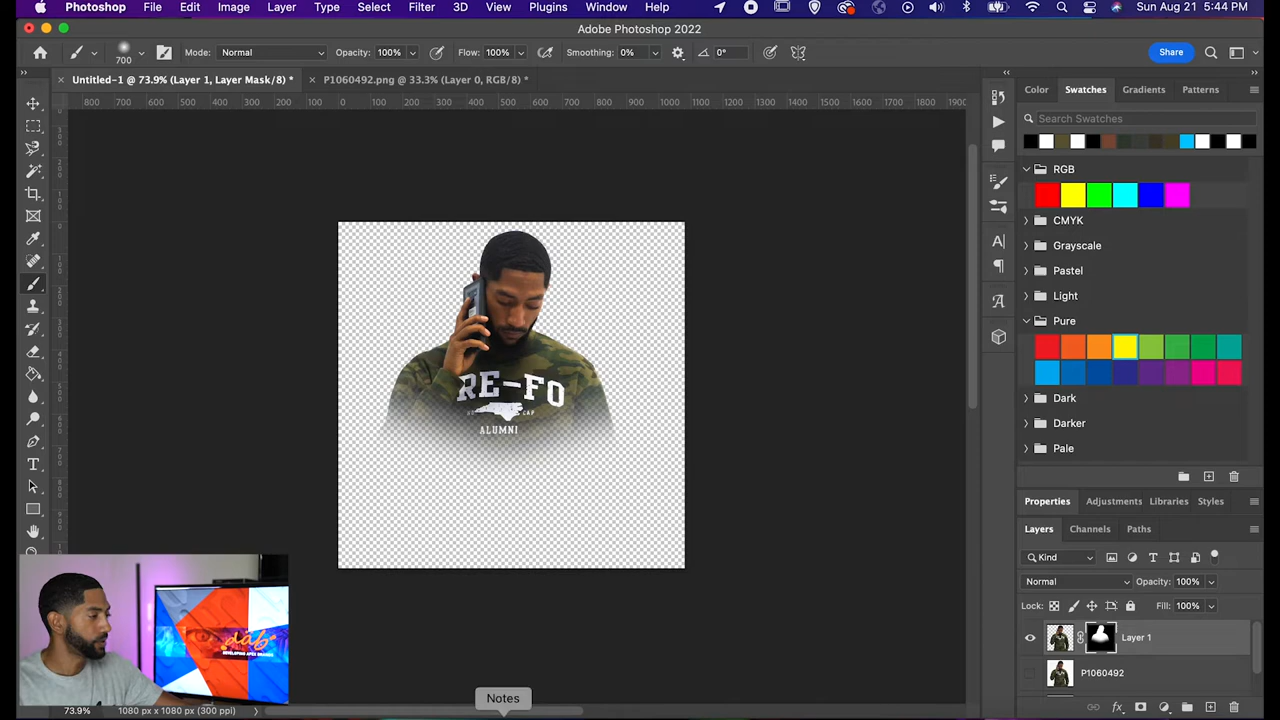 Photoshop File Edit Image Layer Type Select Filter 3D View Plugins Window Help Sun Aug 21 5:44 PM
Adobe Photoshop 2022
700 Mode: Normal Opacity: 100% Flow: 100% Smoothing: 0% 0° Share
Untitled-1 @ 73.9% (Layer 1, Layer Mask/8) * P1060492.png @ 33.3% (Layer 0, RGB/8) *
800 700 600 500 400 300 200 100 0 100 200 300 400 500 600 700 800 900 1000 1100 1200 1300 1400 1500 1600 1700 1800 1900
Color Swatches Gradients Patterns
Search Swatches
RGB
CMYK
Grayscale
Pastel
Light
Pure
Dark
Darker
Pale
RE-FO
CAP
ALUMNI
Properties Adjustments Libraries Styles
Layers Channels Paths
Kind
Normal Opacity: 100%
Lock: Fill: 100%
Layer 1
P1060492
dab
DEVELOPING APEX BRANDS
Notes
73.9% 1080 px x 1080 px (300 ppi)